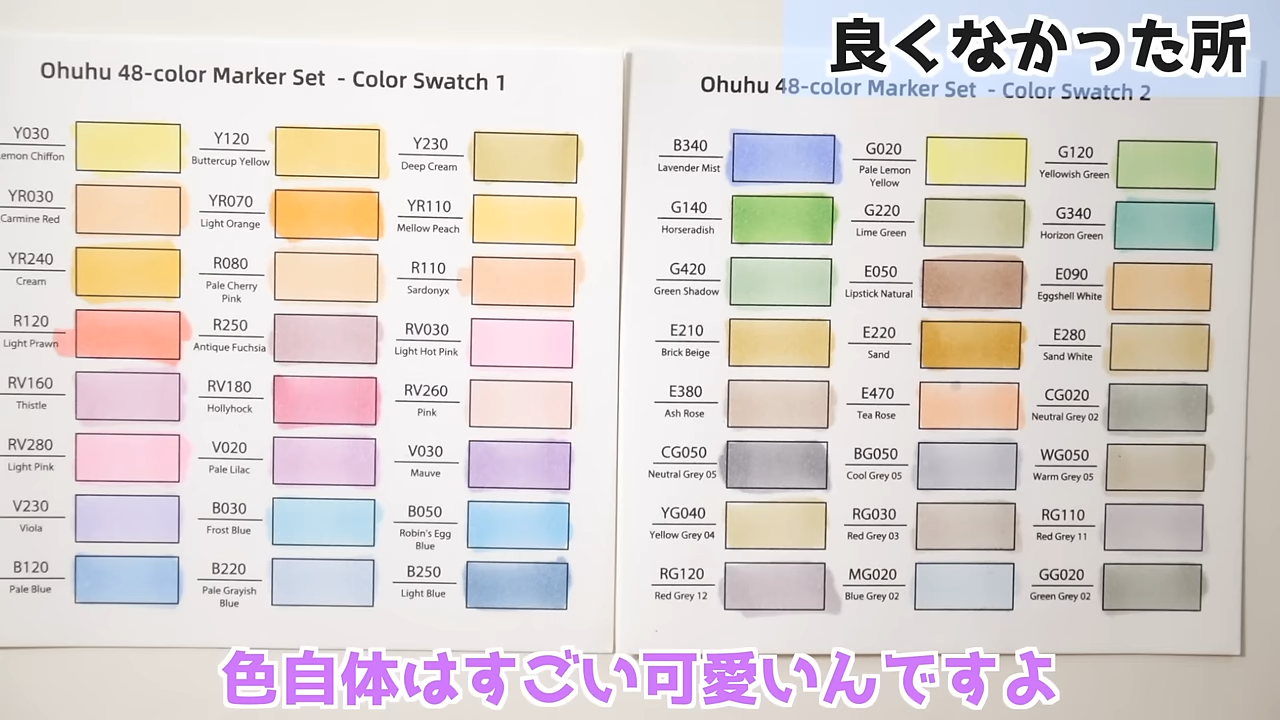 良くなかった所
Ohuhu 48-color Marker Set - Color Swatch 1
Y030
emon Chiffon
Y120
Buttercup Yellow
Y230
Deep Cream
YR030
Carmine Red
YR070
Light Orange
YR110
Mellow Peach
YR240
Cream
R080
Pale Cherry
Pink
R110
Sardonyx
R120
Light Prawn
R250
Antique Fuchsia
RV030
Light Hot Pink
RV160
Thistle
RV180
Hollyhock
RV260
Pink
RV280
Light Pink
V020
Pale Lilac
V030
Mauve
V230
Viola
B030
Frost Blue
B050
Robin's Egg
Blue
B120
Pale Blue
B220
Pale Grayish
Blue
B250
Light Blue
Ohuhu 48-color Marker Set - Color Swatch 2
B340
Lavender Mist
G020
Pale Lemon
Yellow
G120
Yellowish Green
G140
Horseradish
G220
Lime Green
G340
Horizon Green
G420
Green Shadow
E050
Lipstick Natural
E090
Eggshell White
E210
Brick Beige
E220
Sand
E280
Sand White
E380
Ash Rose
E470
Tea Rose
CG020
Neutral Grey 02
CG050
Neutral Grey 05
BG050
Cool Grey 05
WG050
Warm Grey 05
YG040
Yellow Grey 04
RG030
Red Grey 03
RG110
Red Grey 11
RG120
Red Grey 12
MG020
Blue Grey 02
GG020
Green Grey 02
色自体はすごい可愛いんですよ